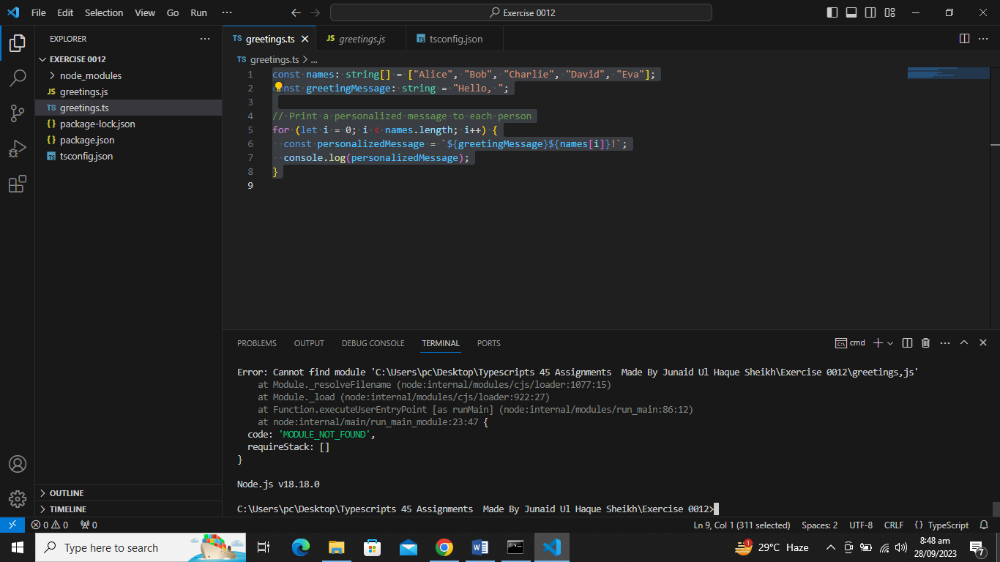 File Edit Selection View Go Run ··· Exercise 0012
EXPLORER ···
EXERCISE 0012
node_modules
JS greetings.js
TS greetings.ts
{} package-lock.json
{} package.json
TS tsconfig.json
OUTLINE
TIMELINE
TS greetings.ts JS greetings.js TS tsconfig.json ···
TS greetings.ts > ...
1 const names: string[] = ["Alice", "Bob", "Charlie", "David", "Eva"];
2 const greetingMessage: string = "Hello, ";
3
4 // Print a personalized message to each person
5 for (let i = 0; i < names.length; i++) {
6 const personalizedMessage = `${greetingMessage}${names[i]}!`;
7 console.log(personalizedMessage);
8 }
9
PROBLEMS OUTPUT DEBUG CONSOLE TERMINAL PORTS cmd ···
Error: Cannot find module 'C:\Users\pc\Desktop\Typescripts 45 Assignments  Made By Junaid Ul Haque Sheikh\Exercise 0012\greetings,js'
at Module._resolveFilename (node:internal/modules/cjs/loader:1077:15)
at Module._load (node:internal/modules/cjs/loader:922:27)
at Function.executeUserEntryPoint [as runMain] (node:internal/modules/run_main:86:12)
at node:internal/main/run_main_module:23:47 {
code: 'MODULE_NOT_FOUND',
requireStack: []
}
Node.js v18.18.0
C:\Users\pc\Desktop\Typescripts 45 Assignments  Made By Junaid Ul Haque Sheikh\Exercise 0012>
0 0 0 Ln 9, Col 1 (311 selected) Spaces: 2 UTF-8 CRLF {} TypeScript
Type here to search 29°C Haze 8:48 am
28/09/2023 7